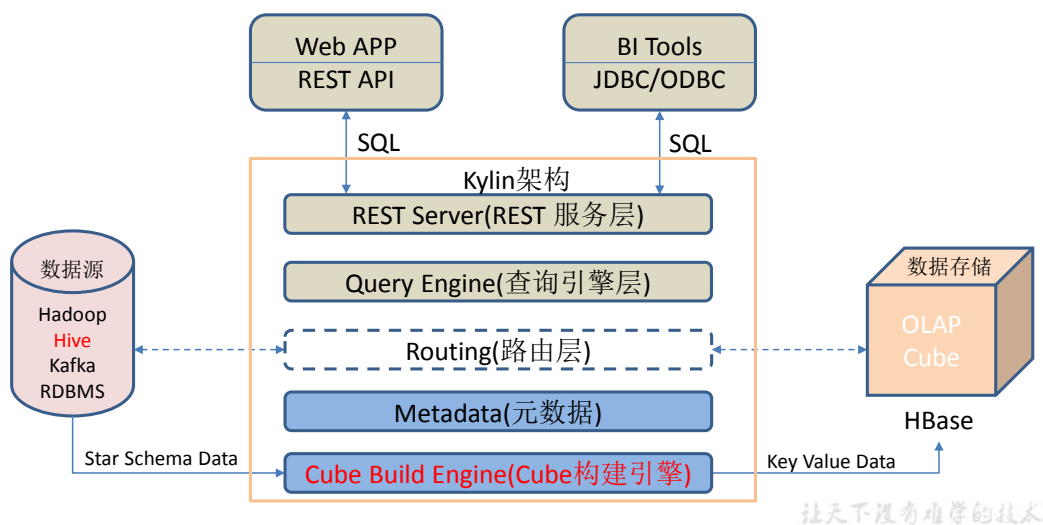 Web APP
REST API
BI Tools
JDBC/ODBC
SQL
SQL
Kylin架构
REST Server(REST 服务层)
Query Engine(查询引擎层)
Routing(路由层)
Metadata(元数据)
Cube Build Engine(Cube构建引擎)
数据源
Hadoop
Hive
Kafka
RDBMS
Star Schema Data
数据存储
OLAP
Cube
HBase
Key Value Data
让天下没有难学的技术